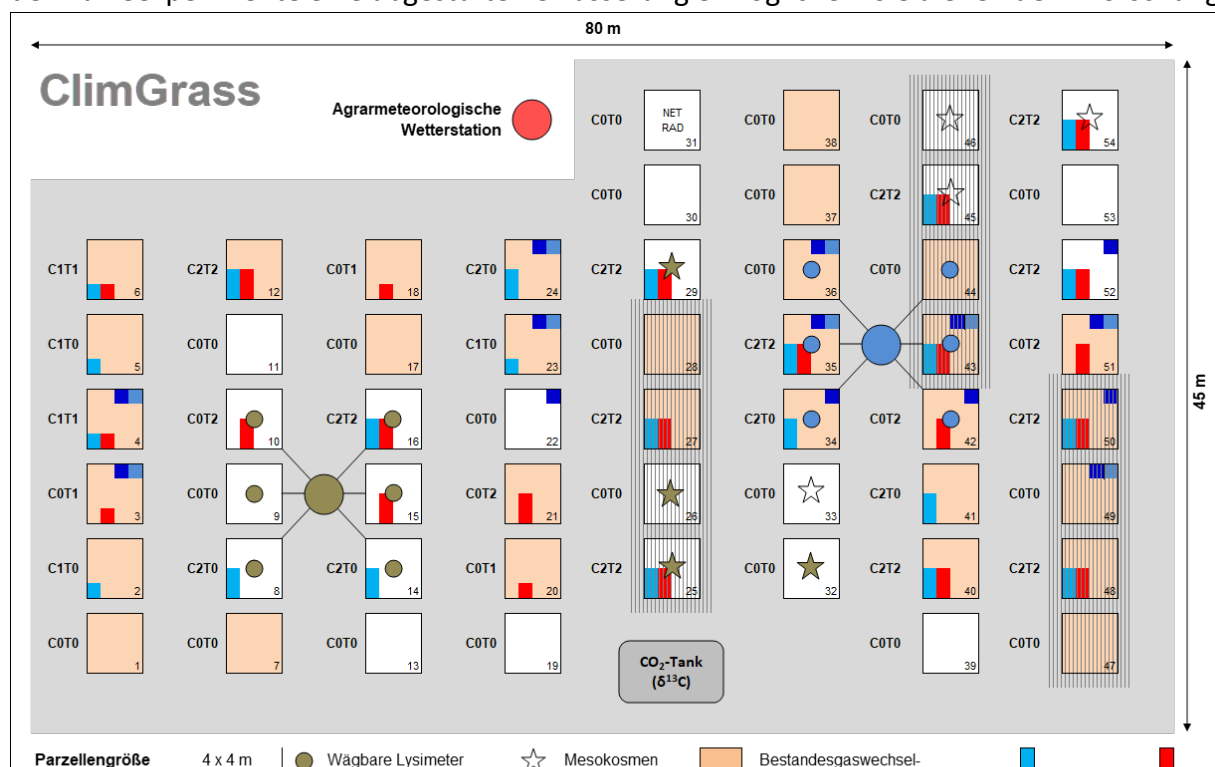 80 m
ClimGrass
Agrarmeteorologische
Wetterstation
C0T0 NET RAD 31 C0T0 38 C0T0 46 C2T2 54
C0T0 30 C0T0 37 C2T2 45 C0T0 53
C1T1 6 C2T2 12 C0T1 18 C2T0 24 C2T2 29 C0T0 36 C0T0 44 C2T2 52
C1T0 5 C0T0 11 C0T0 17 C1T0 23 C0T0 28 C2T2 35 43 C0T2 51
45 m
C1T1 4 C0T2 10 C2T2 16 C0T0 22 C2T2 27 C2T0 34 C0T2 42 C2T2 50
C0T1 3 C0T0 9 15 C0T2 21 C0T0 26 C0T0 33 C2T0 41 C0T0 49
C1T0 2 C2T0 8 C2T0 14 C0T1 20 C2T2 25 C0T0 32 C2T2 40 C2T2 48
C0T0 1 C0T0 7 C0T0 13 C0T0 19 C0T0 39 C0T0 47
CO₂-Tank
(δ¹³C)
Parzellengröße 4 x 4 m Wägbare Lysimeter Mesokosmen Bestandesgaswechsel-